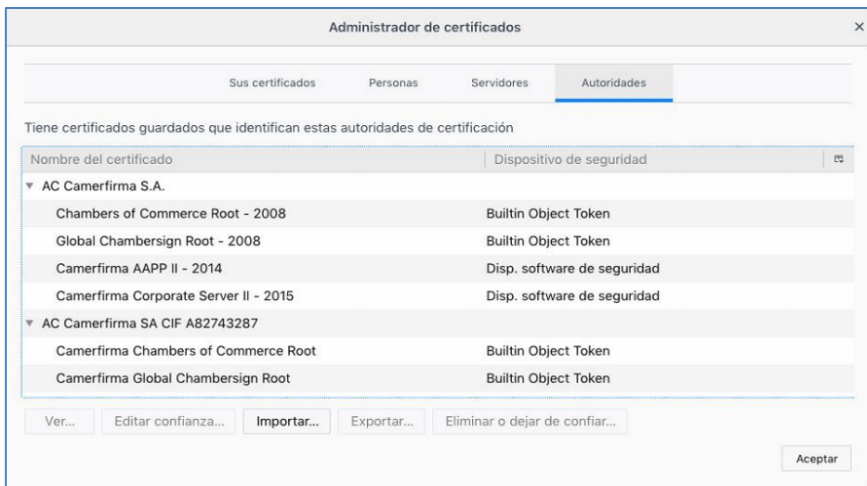 Administrador de certificados
Sus certificados Personas Servidores Autoridades
Tiene certificados guardados que identifican estas autoridades de certificación
Nombre del certificado Dispositivo de seguridad
AC Camerfirma S.A.
Chambers of Commerce Root - 2008 Builtin Object Token
Global Chambersign Root - 2008 Builtin Object Token
Camerfirma AAPP II - 2014 Disp. software de seguridad
Camerfirma Corporate Server II - 2015 Disp. software de seguridad
AC Camerfirma SA CIF A82743287
Camerfirma Chambers of Commerce Root Builtin Object Token
Camerfirma Global Chambersign Root Builtin Object Token
Ver... Editar confianza... Importar... Exportar... Eliminar o dejar de confiar...
Aceptar